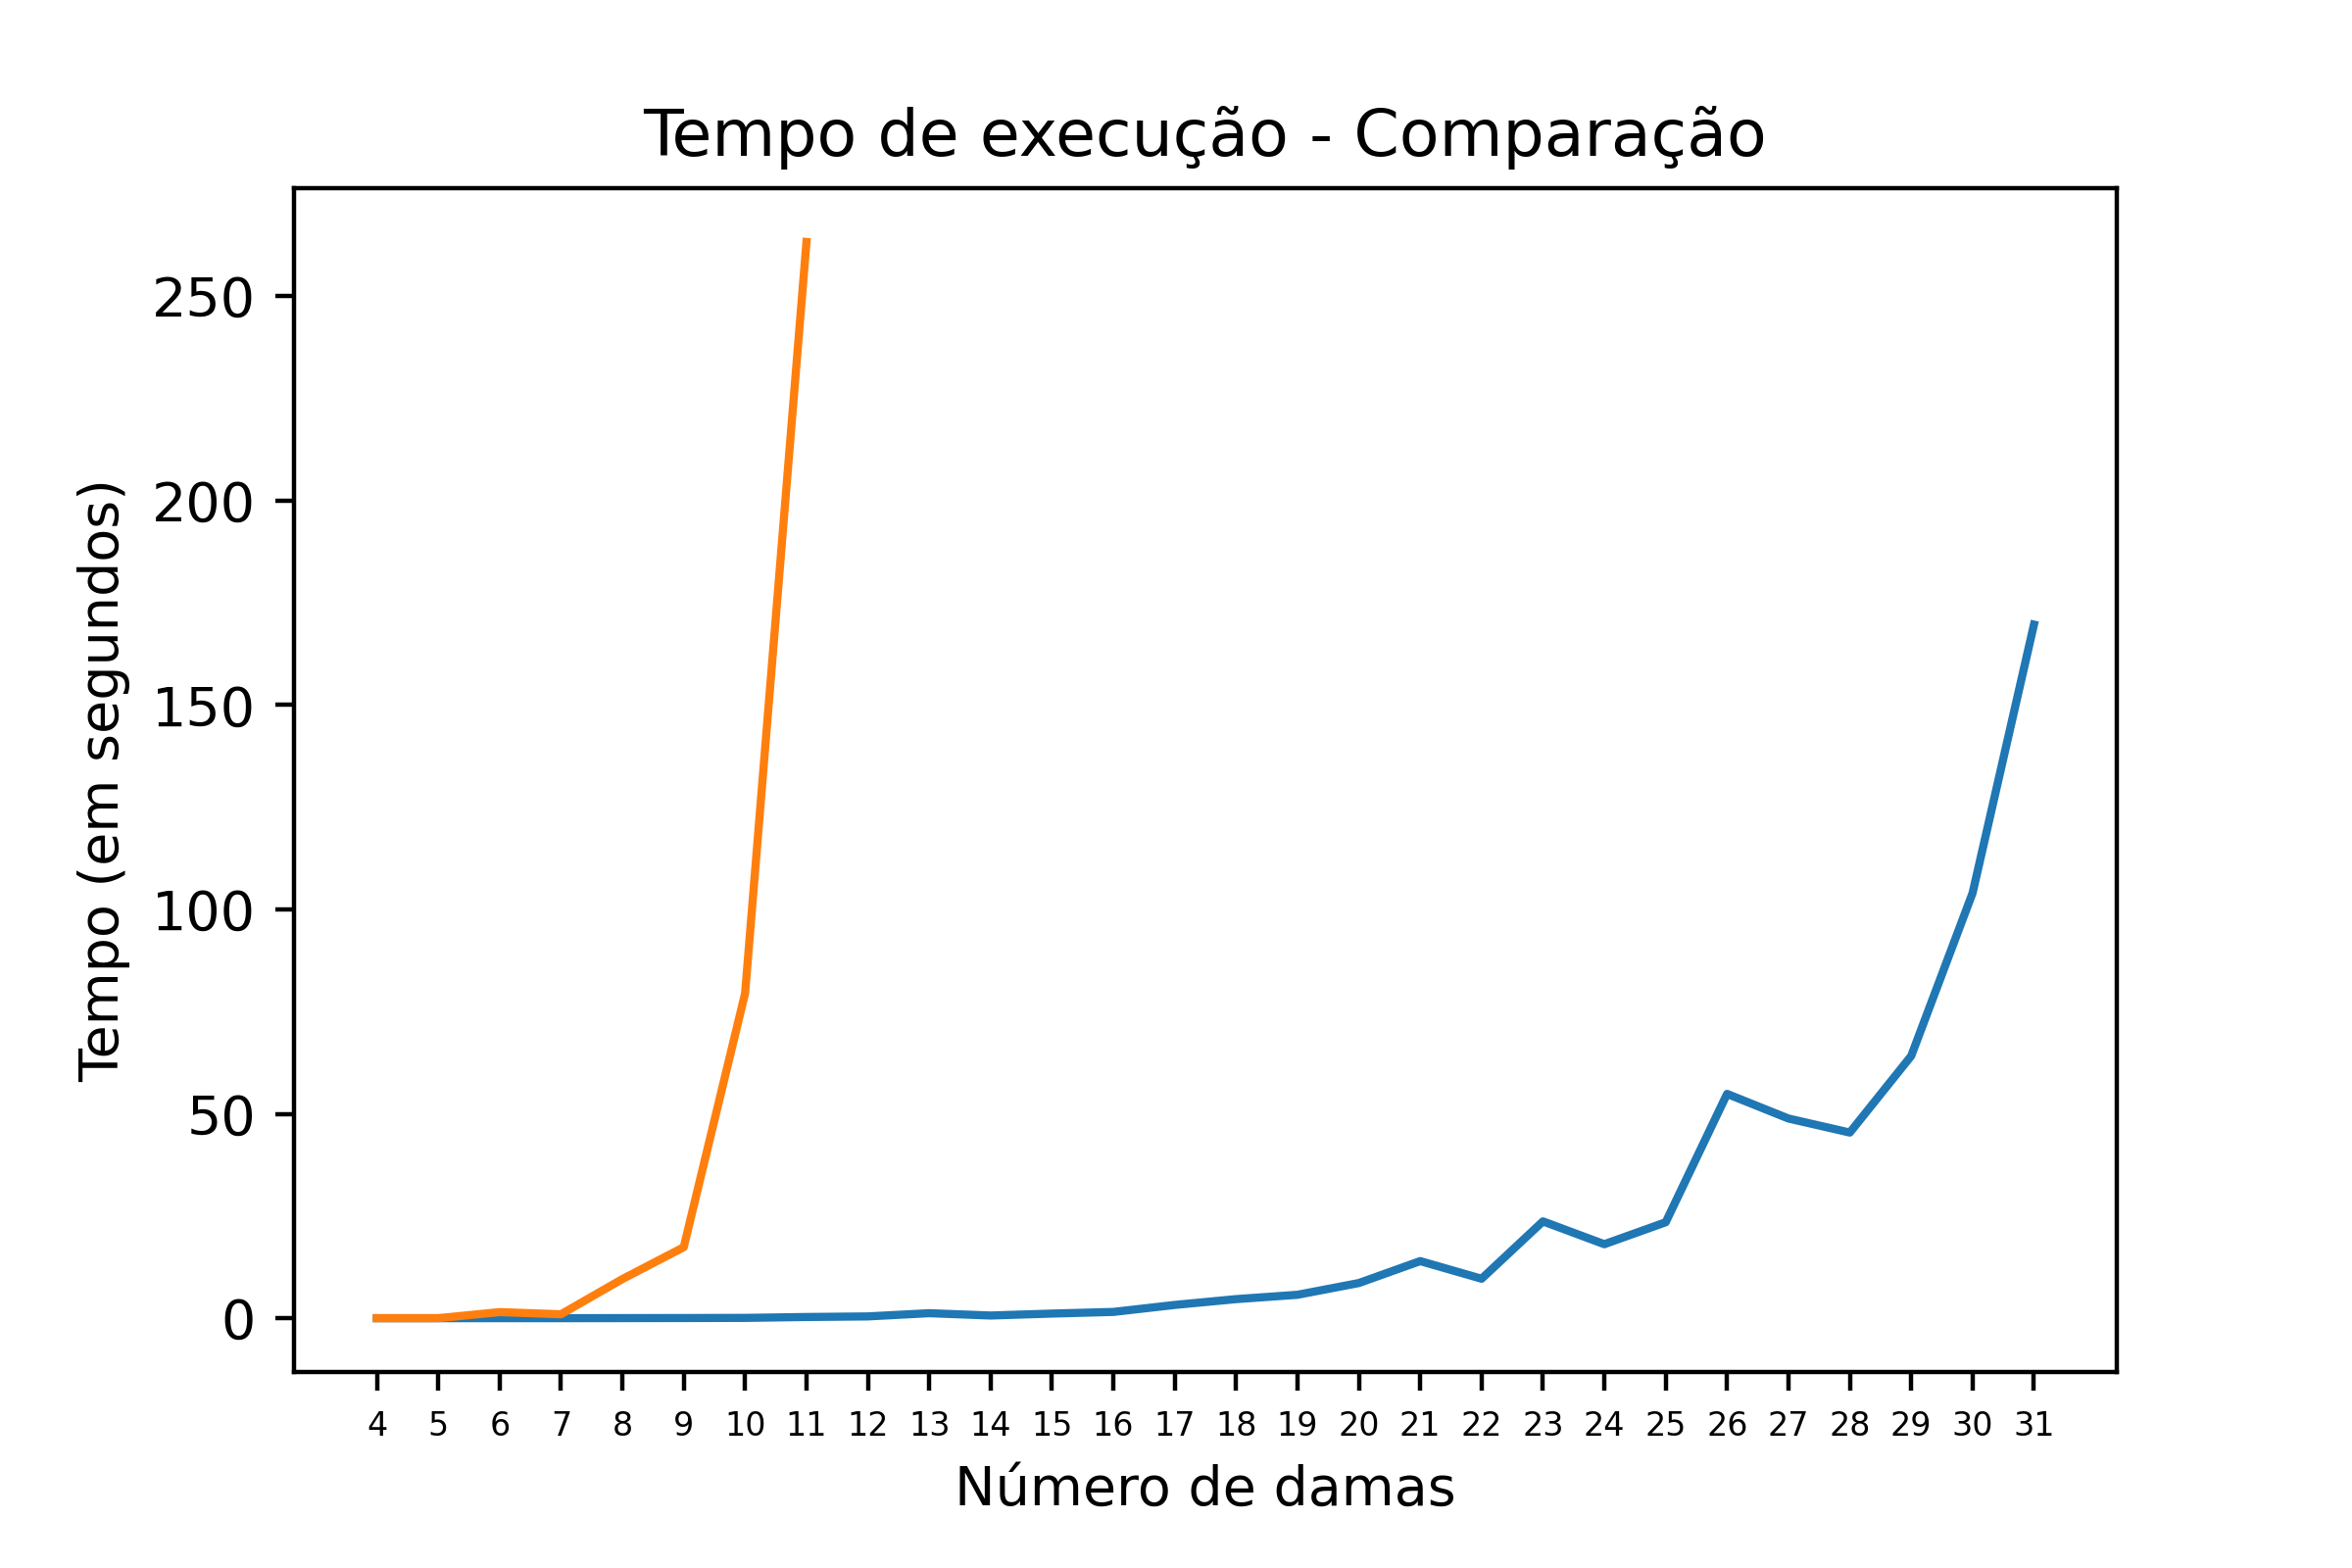 Tempo de execução - Comparação
Tempo (em segundos)
250
200
150
100
50
0
4 5 6 7 8 9 10 11 12 13 14 15 16 17 18 19 20 21 22 23 24 25 26 27 28 29 30 31
Número de damas